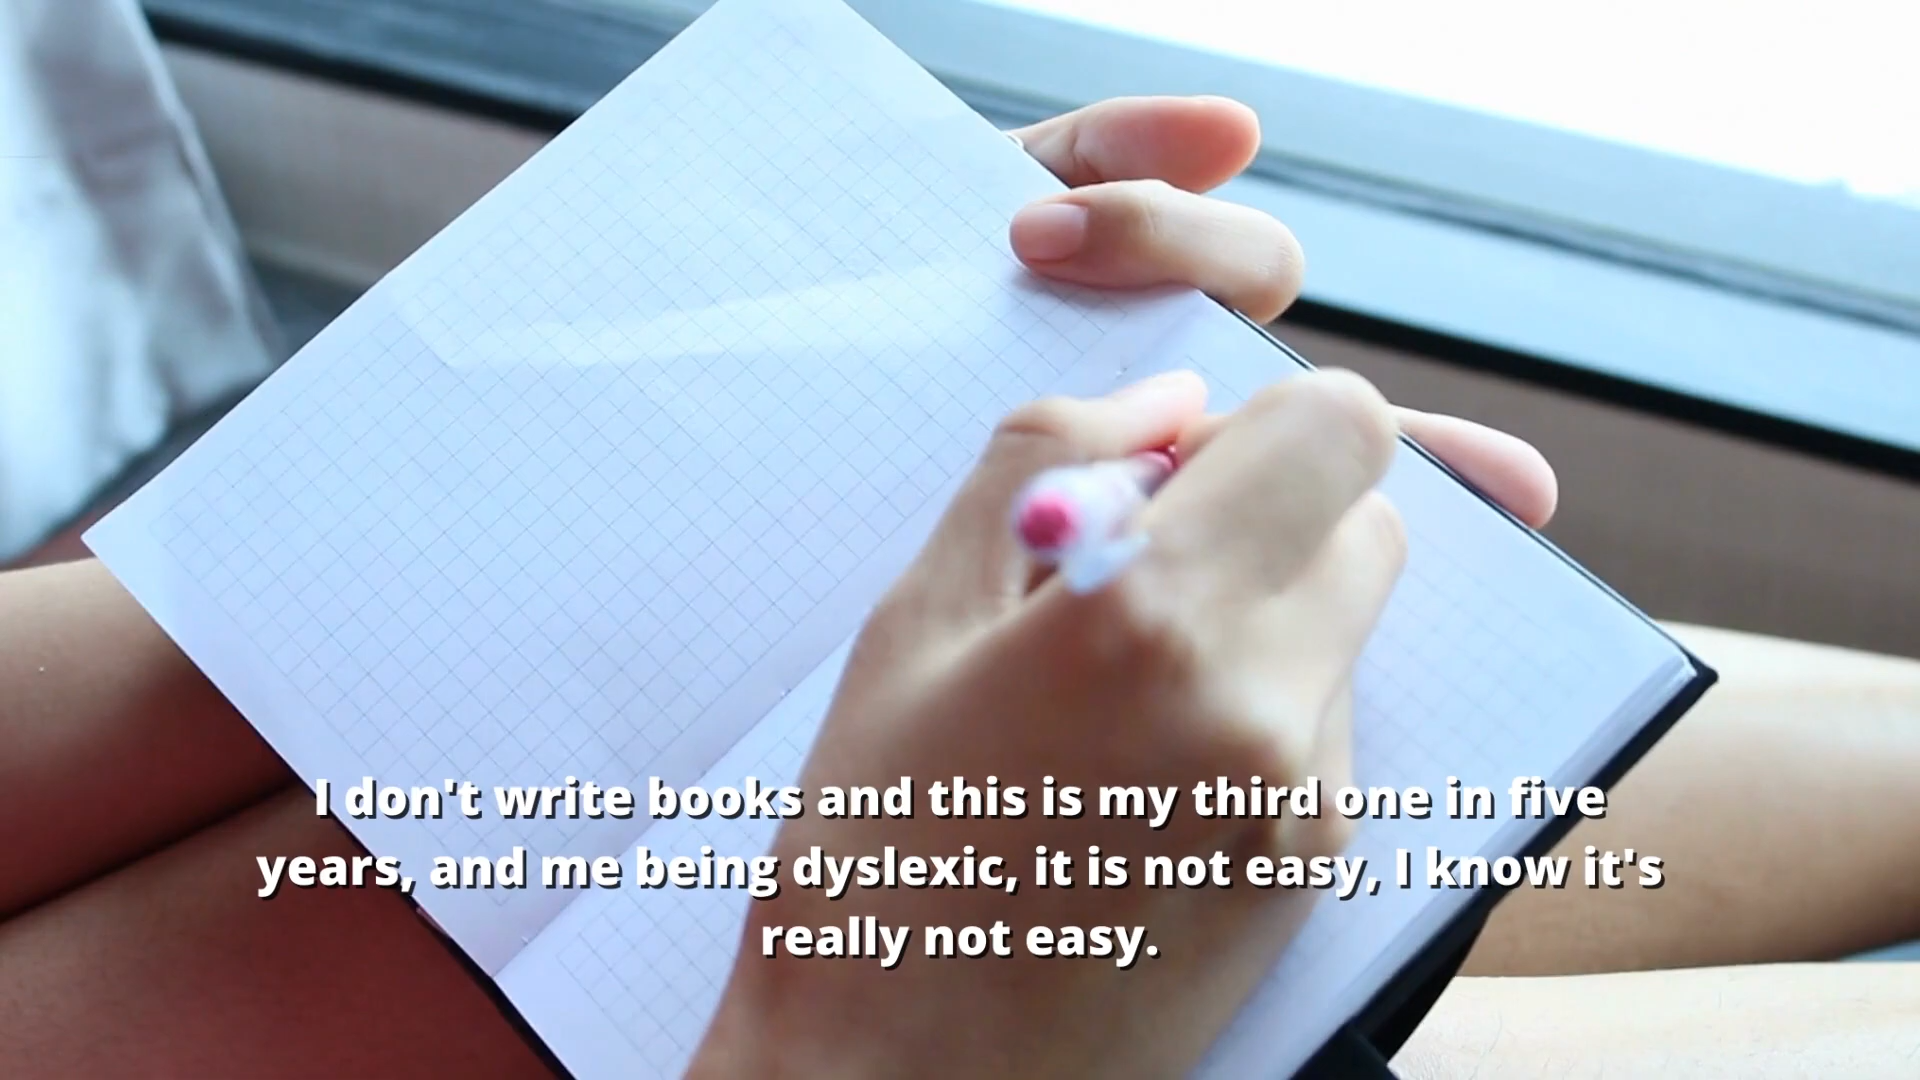 I don't write books and this is my third one in five
years, and me being dyslexic, it is not easy, I know it's
really not easy.